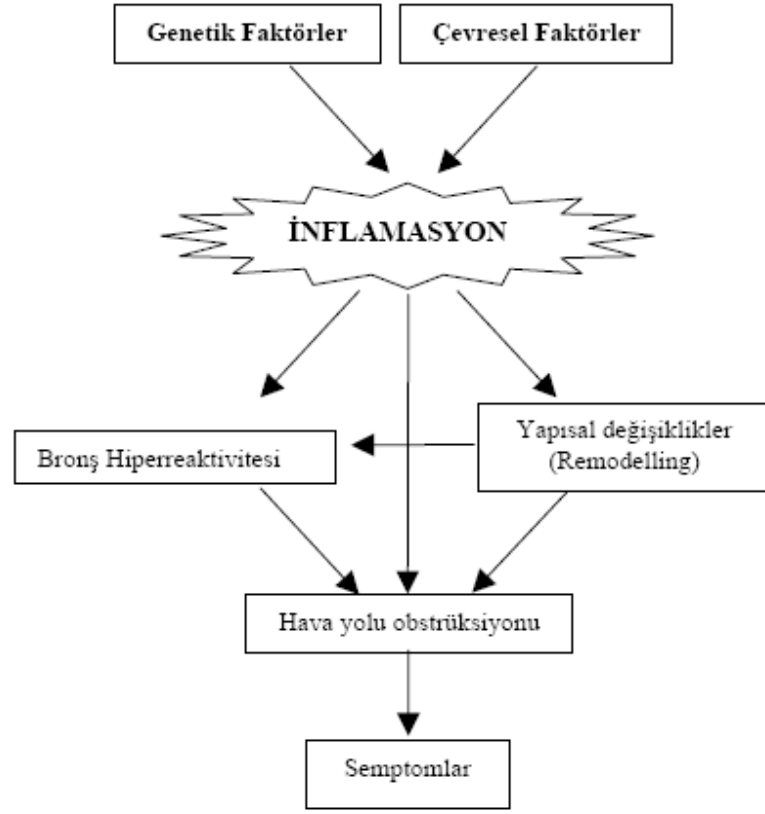 Genetik Faktörler
Çevresel Faktörler
İNFLAMASYON
Bronş Hiperreaktivitesi
Yapısal değişiklikler
(Remodelling)
Hava yolu obstrüksiyonu
Semptomlar